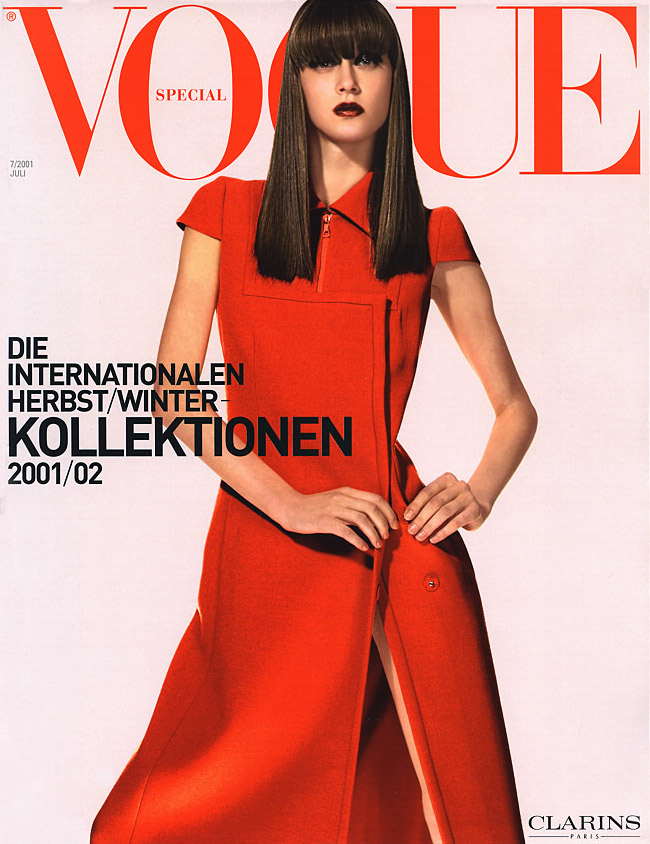 ®
VOGUE
SPECIAL
7/2001
JULI
DIE
INTERNATIONALEN
HERBST/WINTER-
KOLLEKTIONEN
2001/02
CLARINS
PARIS